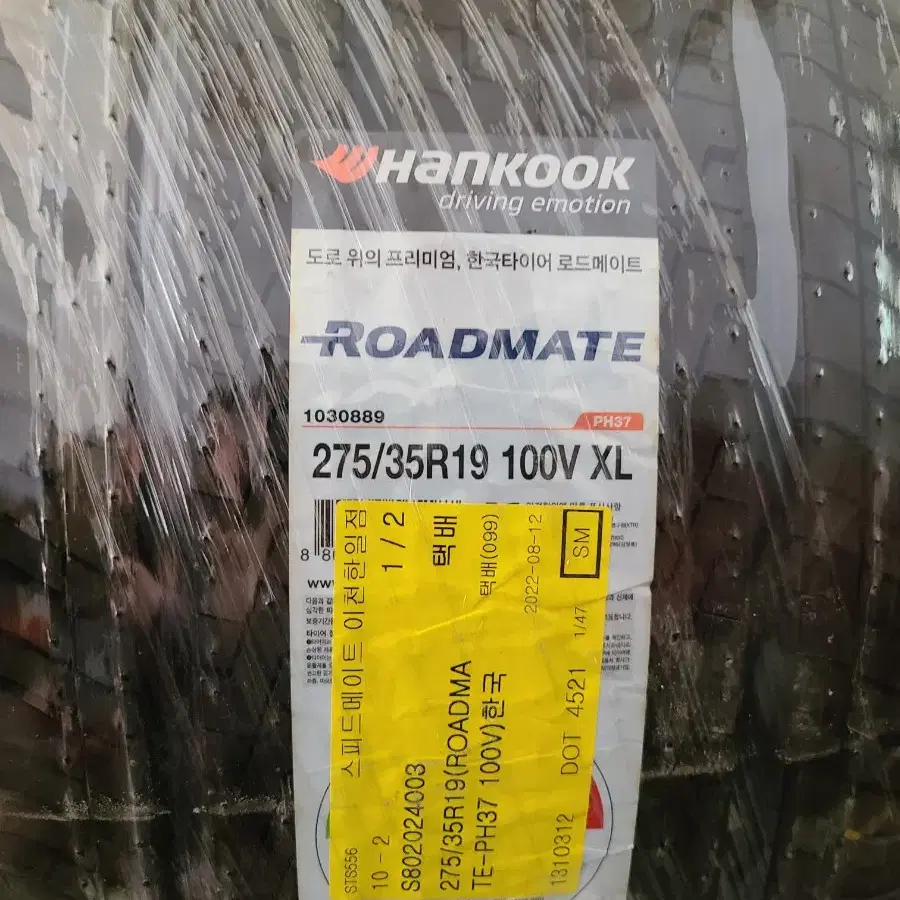 HANKOOK
driving emotion
도로 위의 프리미엄, 한국타이어 로드메이트
ROADMATE
1030889
PH37
275/35R19 100V XL
8 8
www.
스피드메이트 이천한일점
1/2
택배
택배(099)
2022-08-12
SM
STS556
10-2
S802024003
275/35R19(ROADMA
TE-PH37 100V)한국
1310312
DOT 4521
1/47